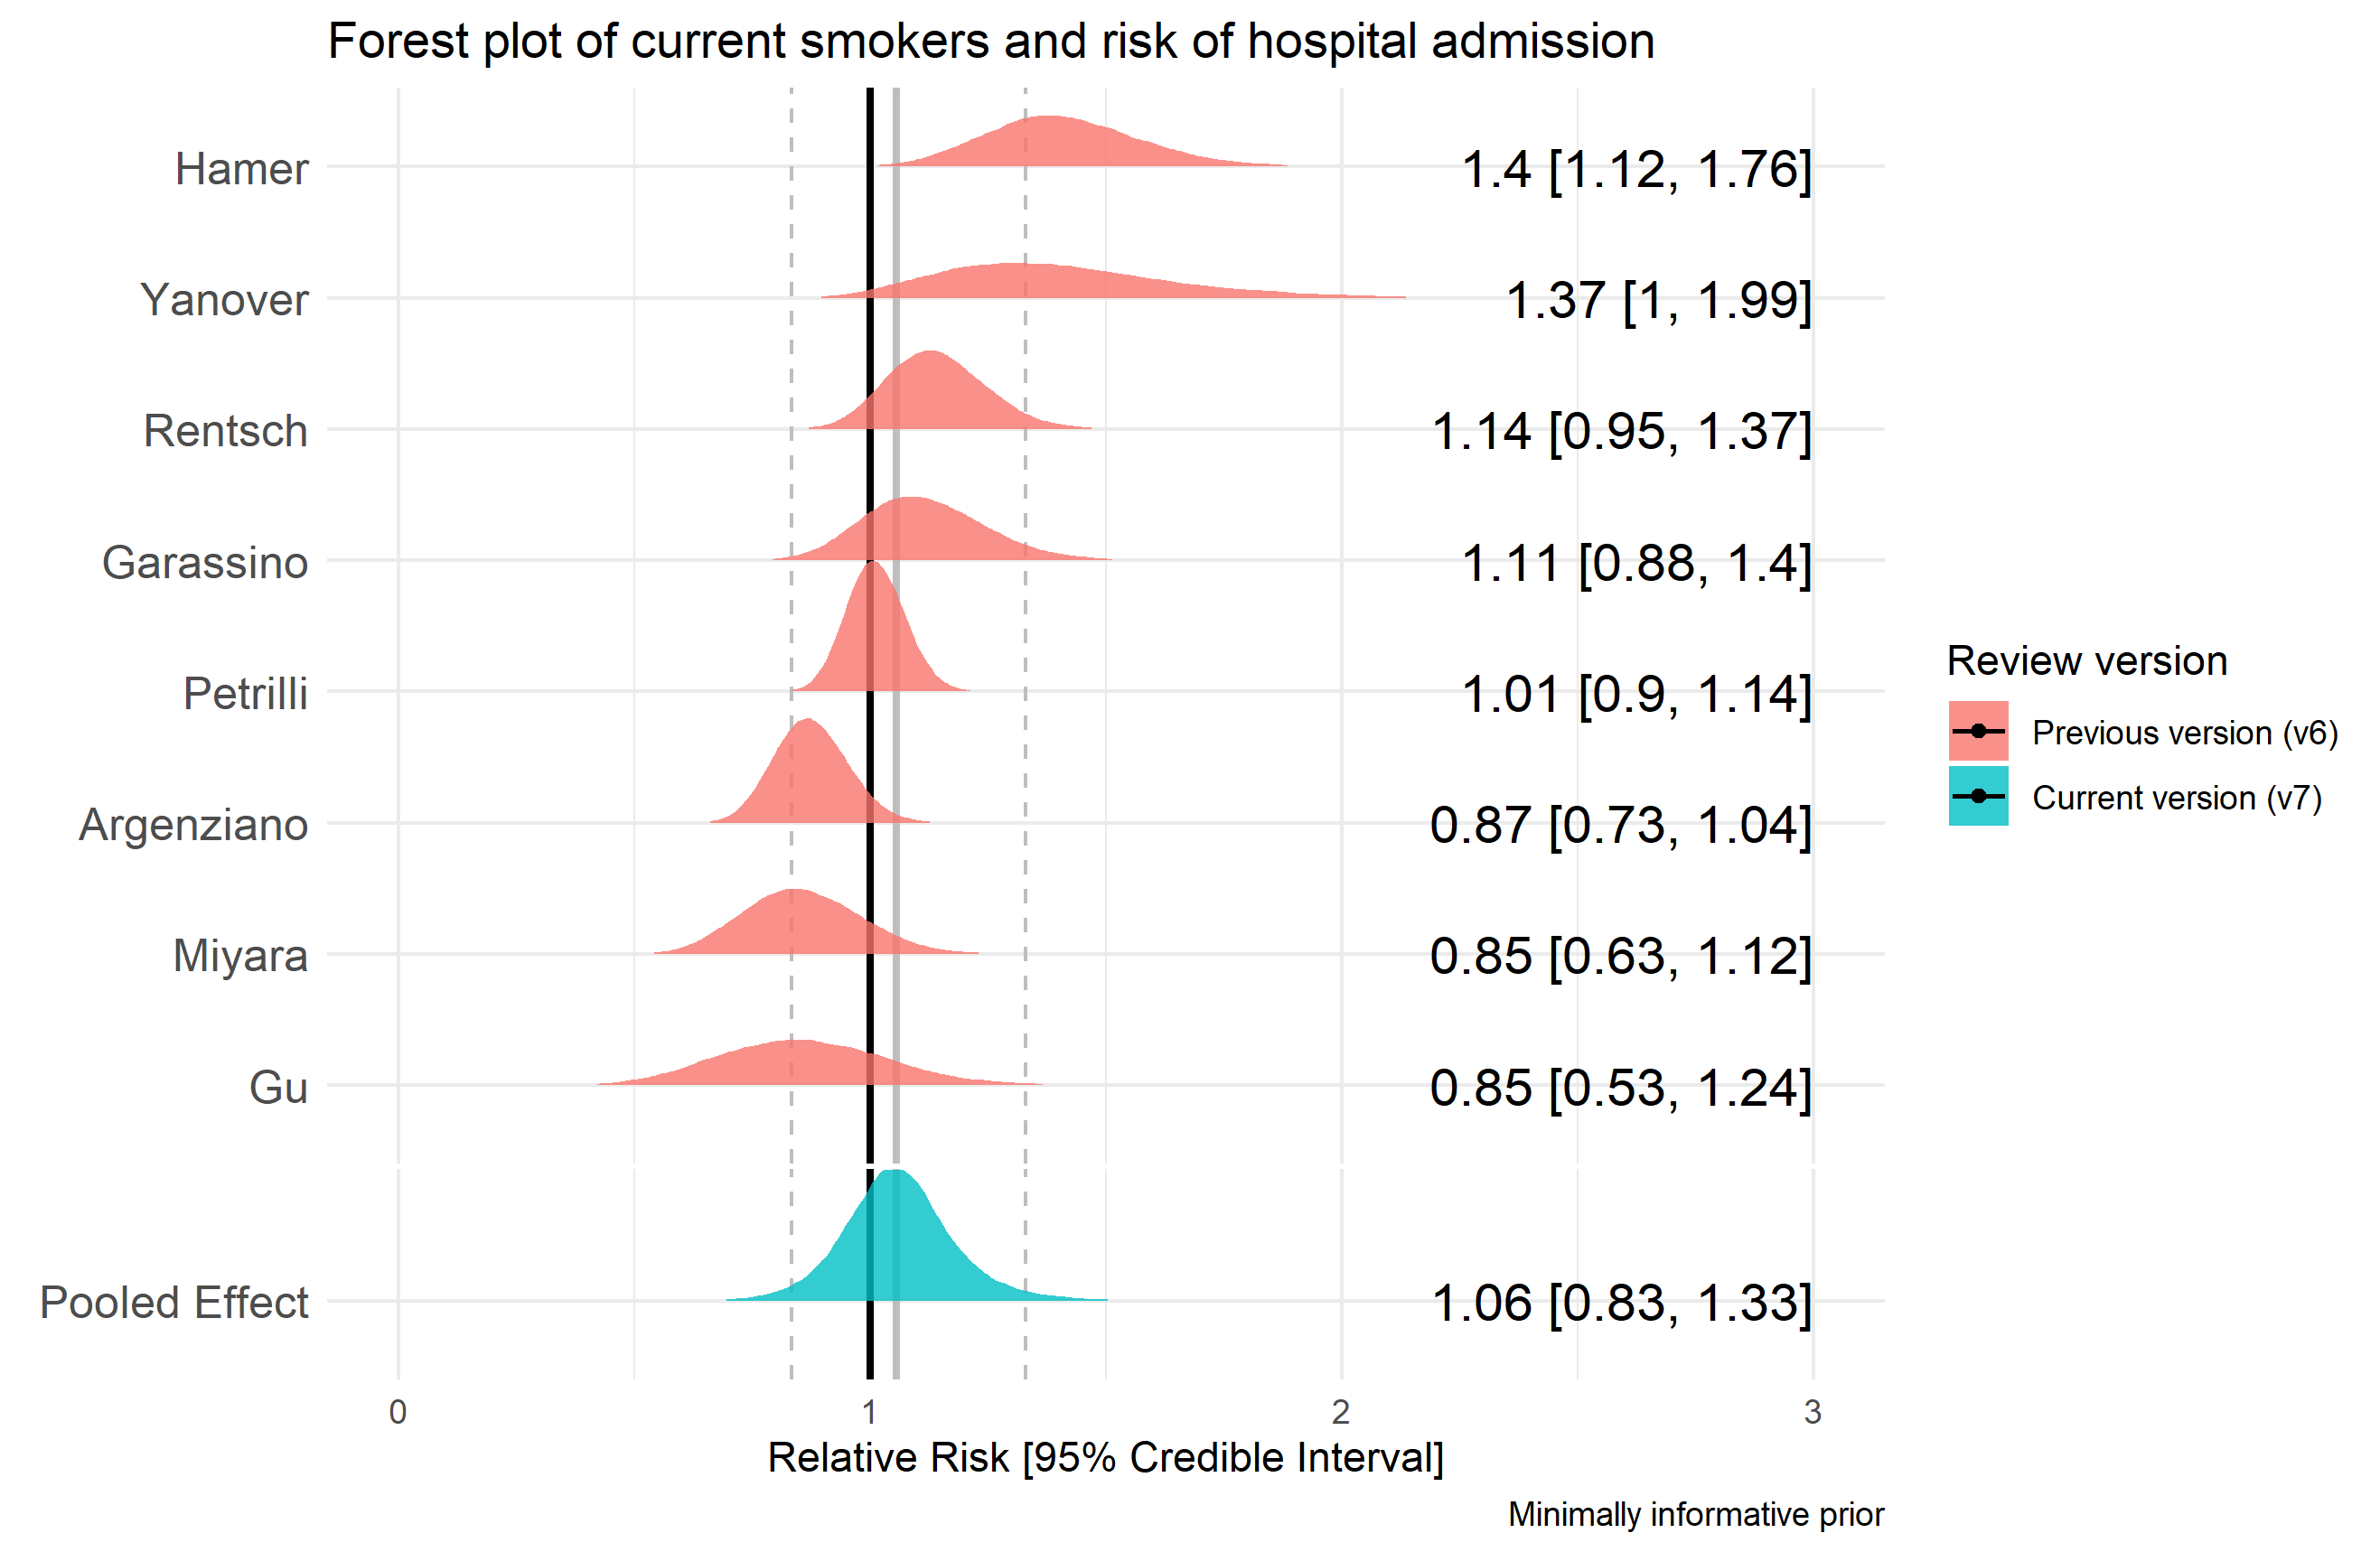 Forest plot of current smokers and risk of hospital admission
Hamer 1.4 [1.12, 1.76]
Yanover 1.37 [1, 1.99]
Rentsch 1.14 [0.95, 1.37]
Garassino 1.11 [0.88, 1.4]
Petrilli 1.01 [0.9, 1.14]
Argenziano 0.87 [0.73, 1.04]
Miyara 0.85 [0.63, 1.12]
Gu 0.85 [0.53, 1.24]
Pooled Effect 1.06 [0.83, 1.33]
0 1 2 3
Relative Risk [95% Credible Interval]
Minimally informative prior
Review version
Previous version (v6)
Current version (v7)